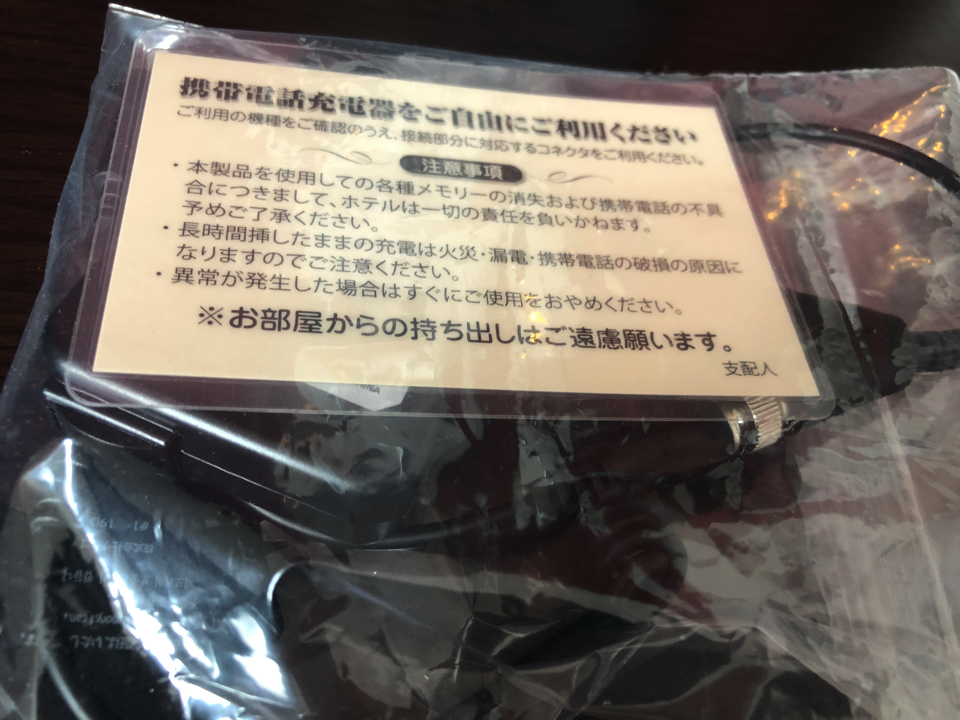 携帯電話充電器をご自由にご利用ください
ご利用の機種をご確認のうえ、接続部分に対応するコネクタをご利用ください。
注意事項
・本製品を使用しての各種メモリーの消失および携帯電話の不具
合につきまして、ホテルは一切の責任を負いかねます。
予めご了承ください。
・長時間挿したままの充電は火災・漏電・携帯電話の破損の原因に
なりますのでご注意ください。
・異常が発生した場合はすぐにご使用をおやめください。
※お部屋からの持ち出しはご遠慮願います。
支配人